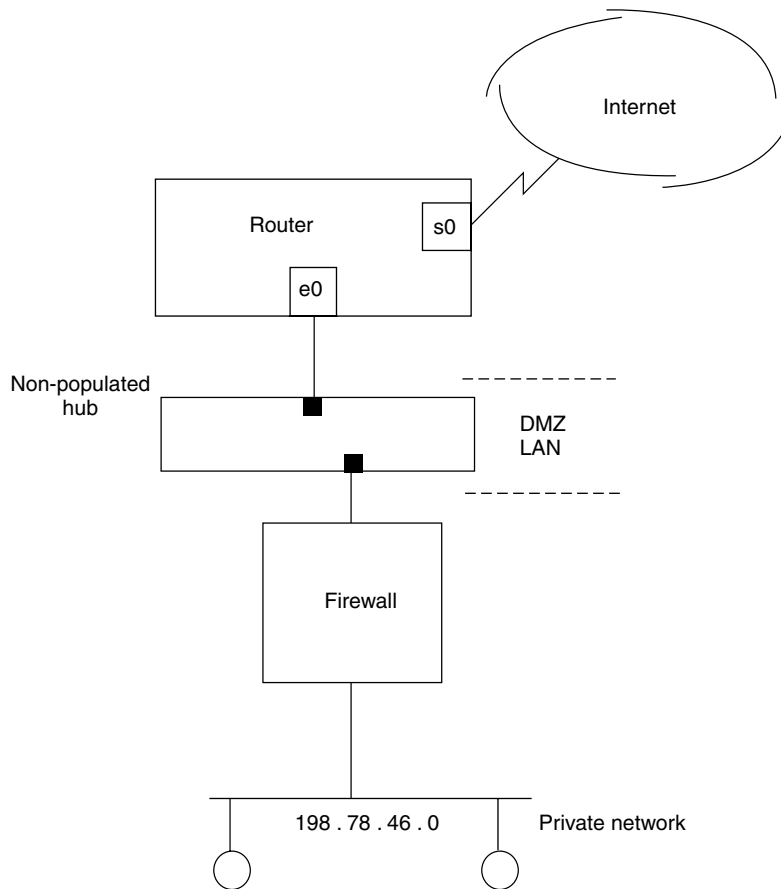 Internet
Router
s0
e0
Non-populated
hub
DMZ
LAN
Firewall
198 . 78 . 46 . 0
Private network